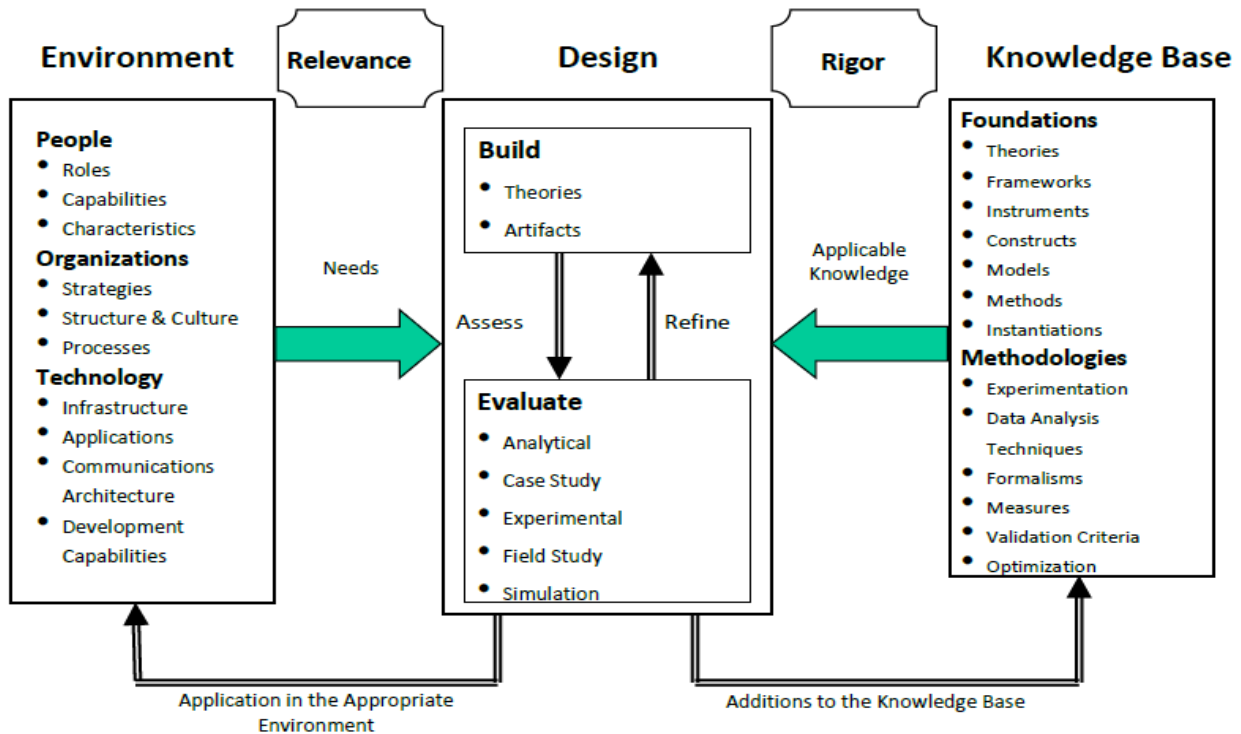 Environment
Relevance
Design
Rigor
Knowledge Base
People
• Roles
• Capabilities
• Characteristics
Organizations
• Strategies
• Structure & Culture
• Processes
Technology
• Infrastructure
• Applications
• Communications
Architecture
• Development
Capabilities
Needs
Build
• Theories
• Artifacts
Assess
Refine
Evaluate
• Analytical
• Case Study
• Experimental
• Field Study
• Simulation
Applicable
Knowledge
Foundations
• Theories
• Frameworks
• Instruments
• Constructs
• Models
• Methods
• Instantiations
Methodologies
• Experimentation
• Data Analysis
Techniques
• Formalisms
• Measures
• Validation Criteria
• Optimization
Application in the Appropriate
Environment
Additions to the Knowledge Base